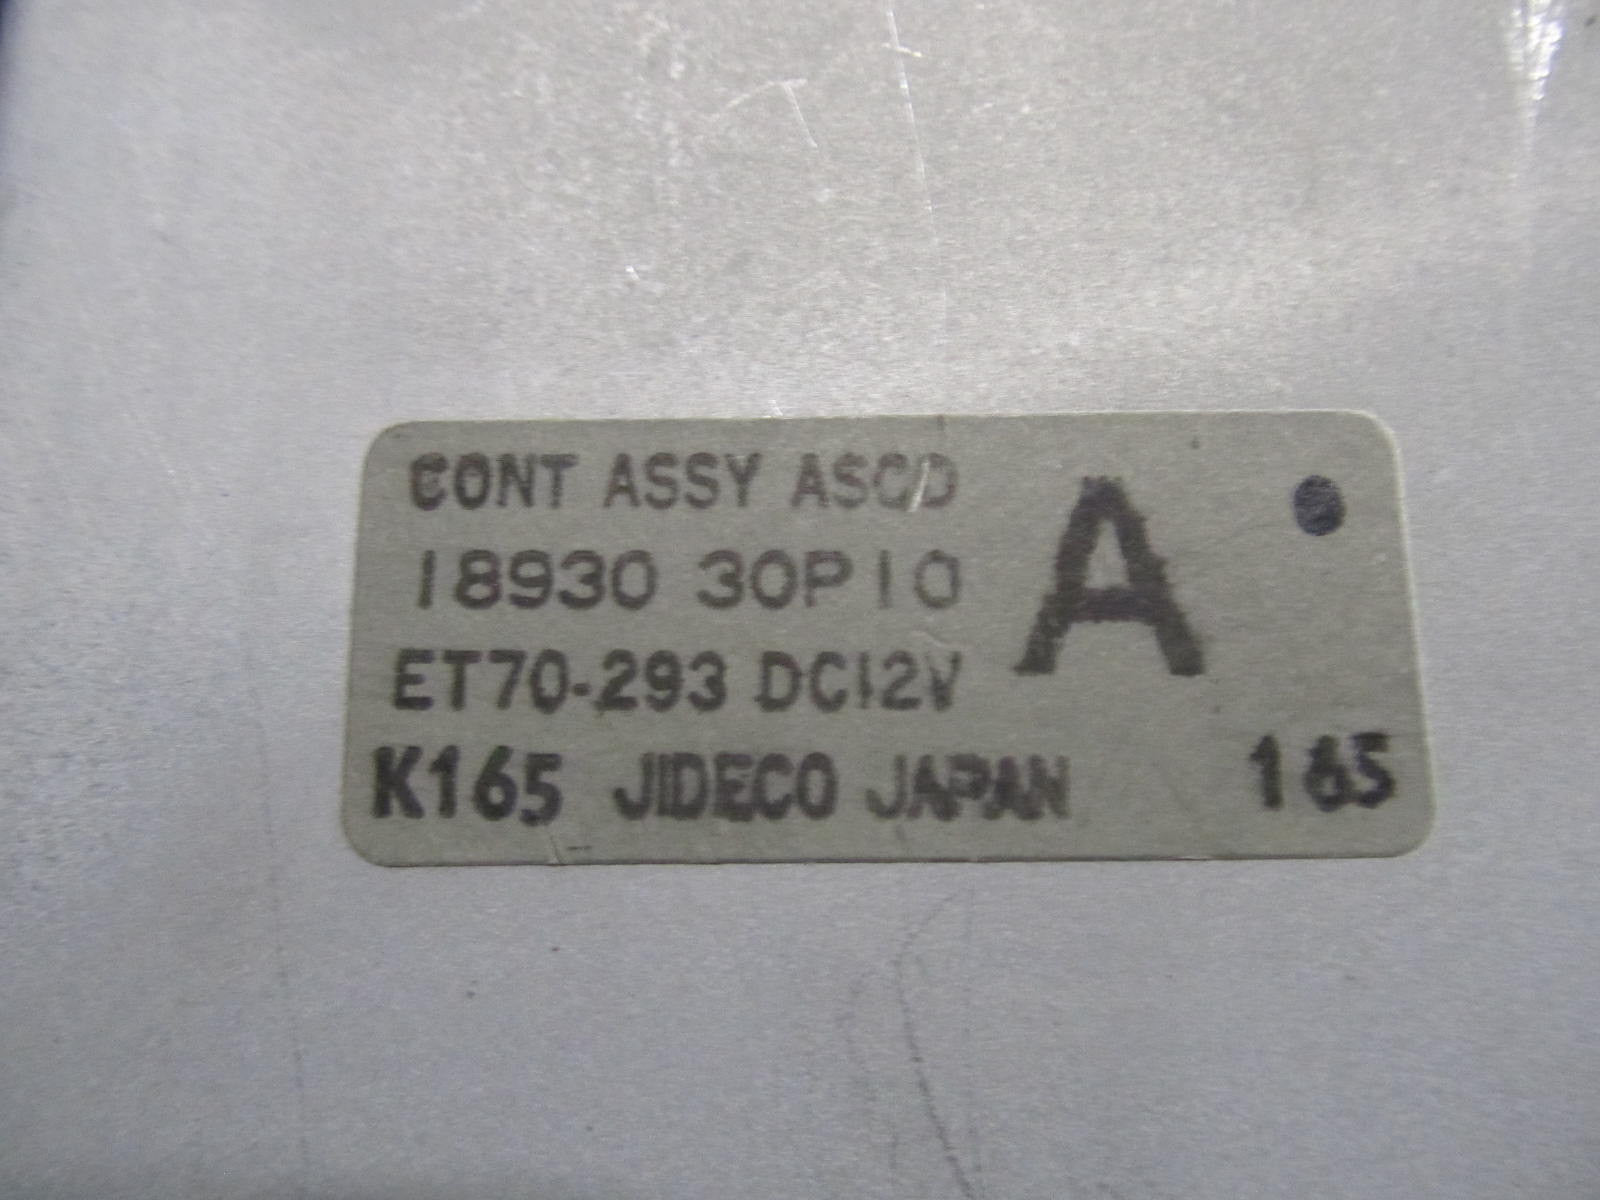 CONT ASSY ASCD
18930 30P10
A
ET70-293 DC12V
K165 JIDECO JAPAN
165